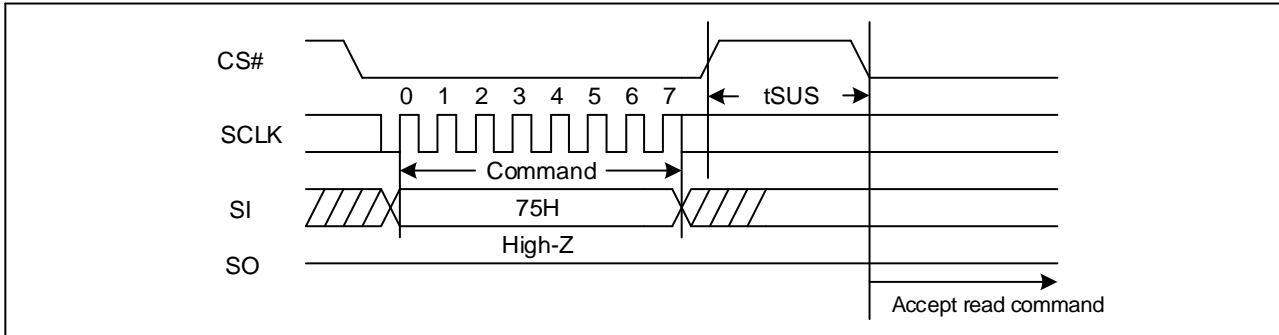 CS#
tSUS
0 1 2 3 4 5 6 7
SCLK
Command
SI
75H
High-Z
SO
Accept read command